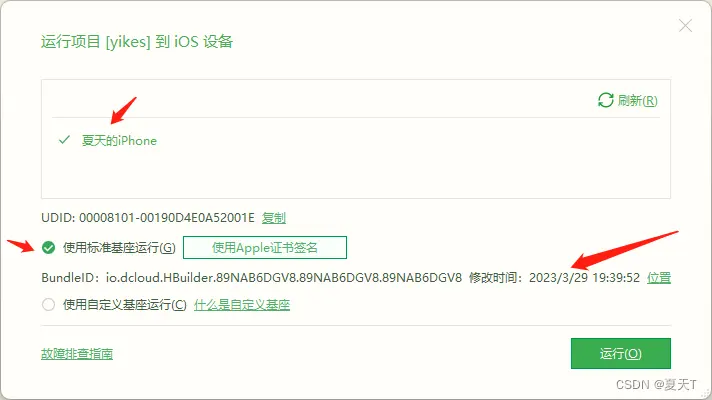 运行项目 [yikes] 到 iOS 设备
刷新(R)
夏天的iPhone
UDID: 00008101-00190D4E0A52001E 复制
使用标准基座运行(G) 使用Apple证书签名
BundleID：io.dcloud.HBuilder.89NAB6DGV8.89NAB6DGV8.89NAB6DGV8 修改时间：2023/3/29 19:39:52 位置
使用自定义基座运行(C) 什么是自定义基座
故障排查指南
运行(O)
CSDN @夏天T